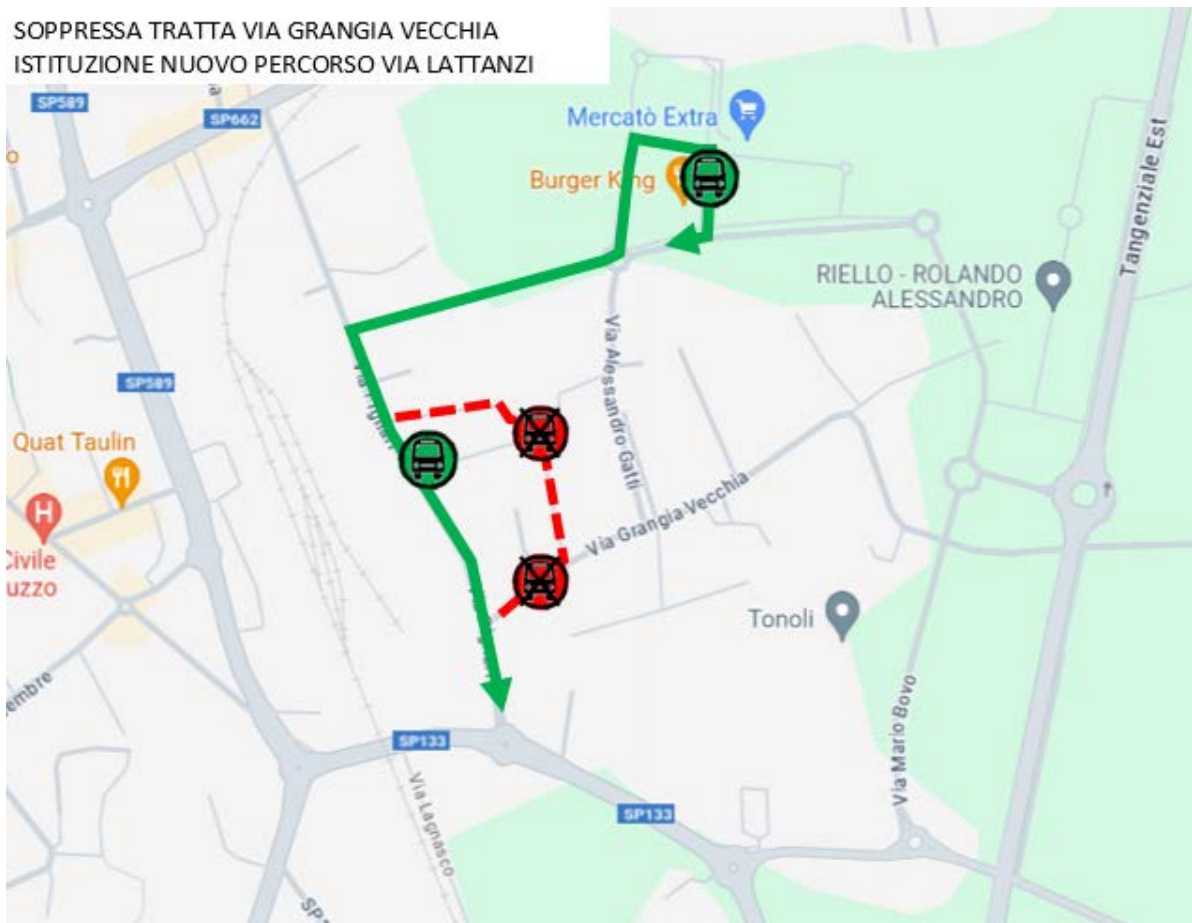 SOPPRESSA TRATTA VIA GRANGIA VECCHIA
ISTITUZIONE NUOVO PERCORSO VIA LATTANZI
SP589
SP662
Mercatò Extra
Burger King
Tangenziale Est
RIELLO - ROLANDO
ALESSANDRO
Via Alessandro Gatti
SP589
Quat Taulin
H
Civile
uzzo
Via Grangia Vecchia
Tonoli
embre
SP133
Via Mario Bovo
Via Lagnasco
SP133